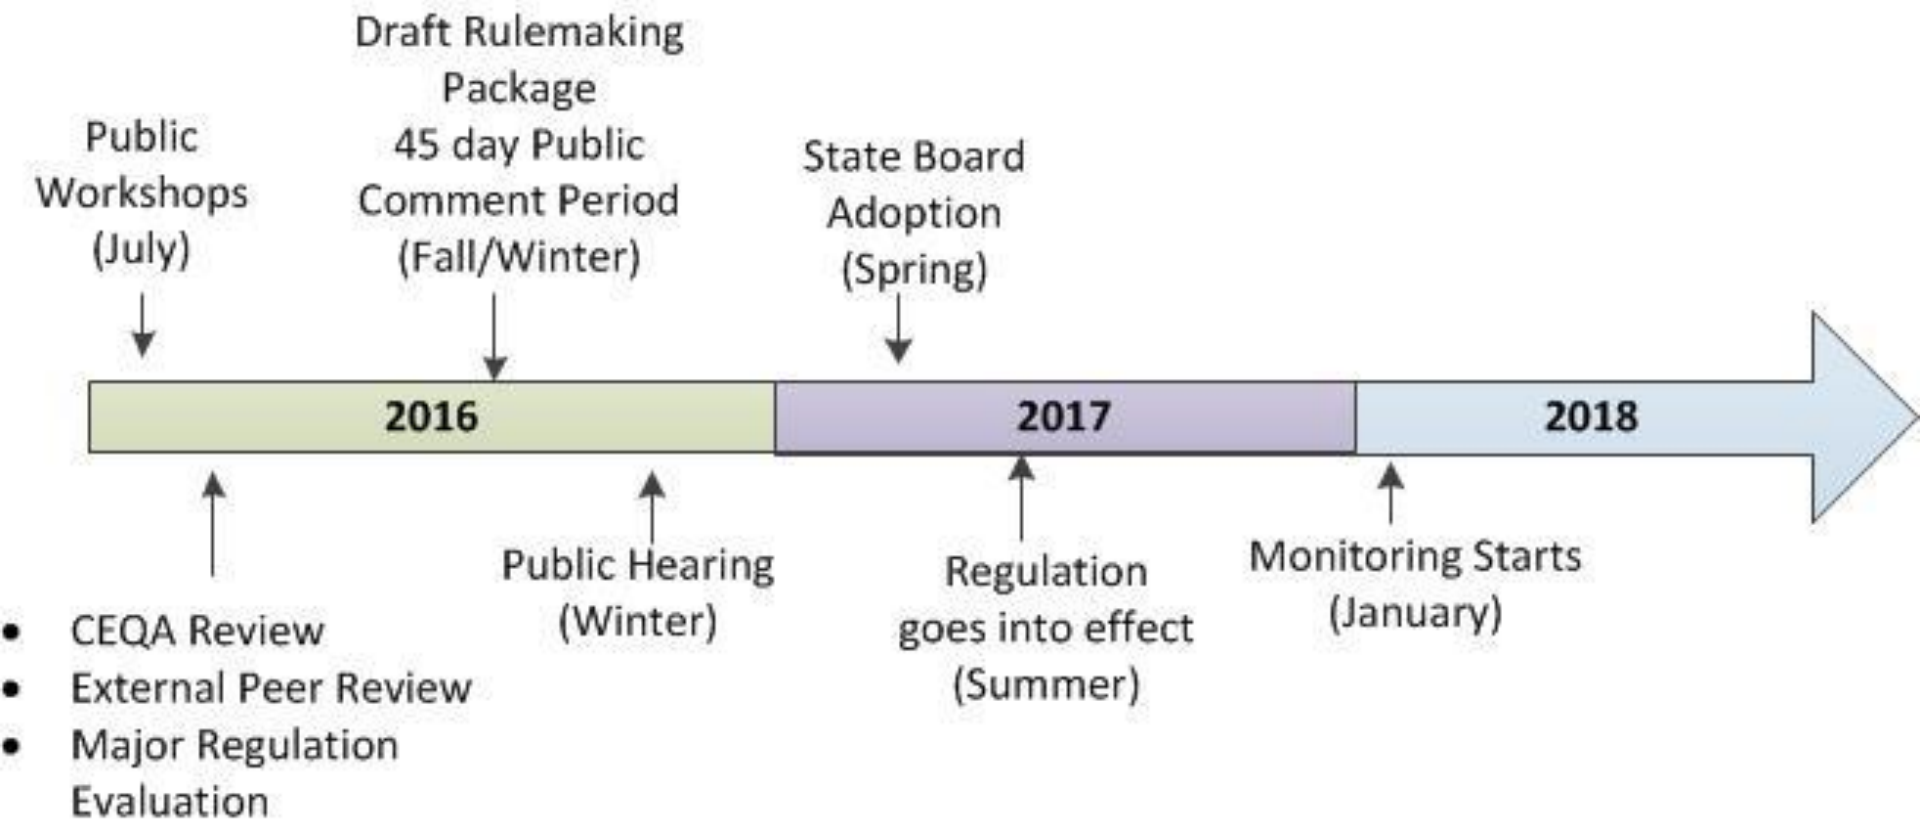 Public
Workshops
(July)
Draft Rulemaking
Package
45 day Public
Comment Period
(Fall/Winter)
State Board
Adoption
(Spring)
2016
2017
2018
• CEQA Review
• External Peer Review
• Major Regulation
Evaluation
Public Hearing
(Winter)
Regulation
goes into effect
(Summer)
Monitoring Starts
(January)